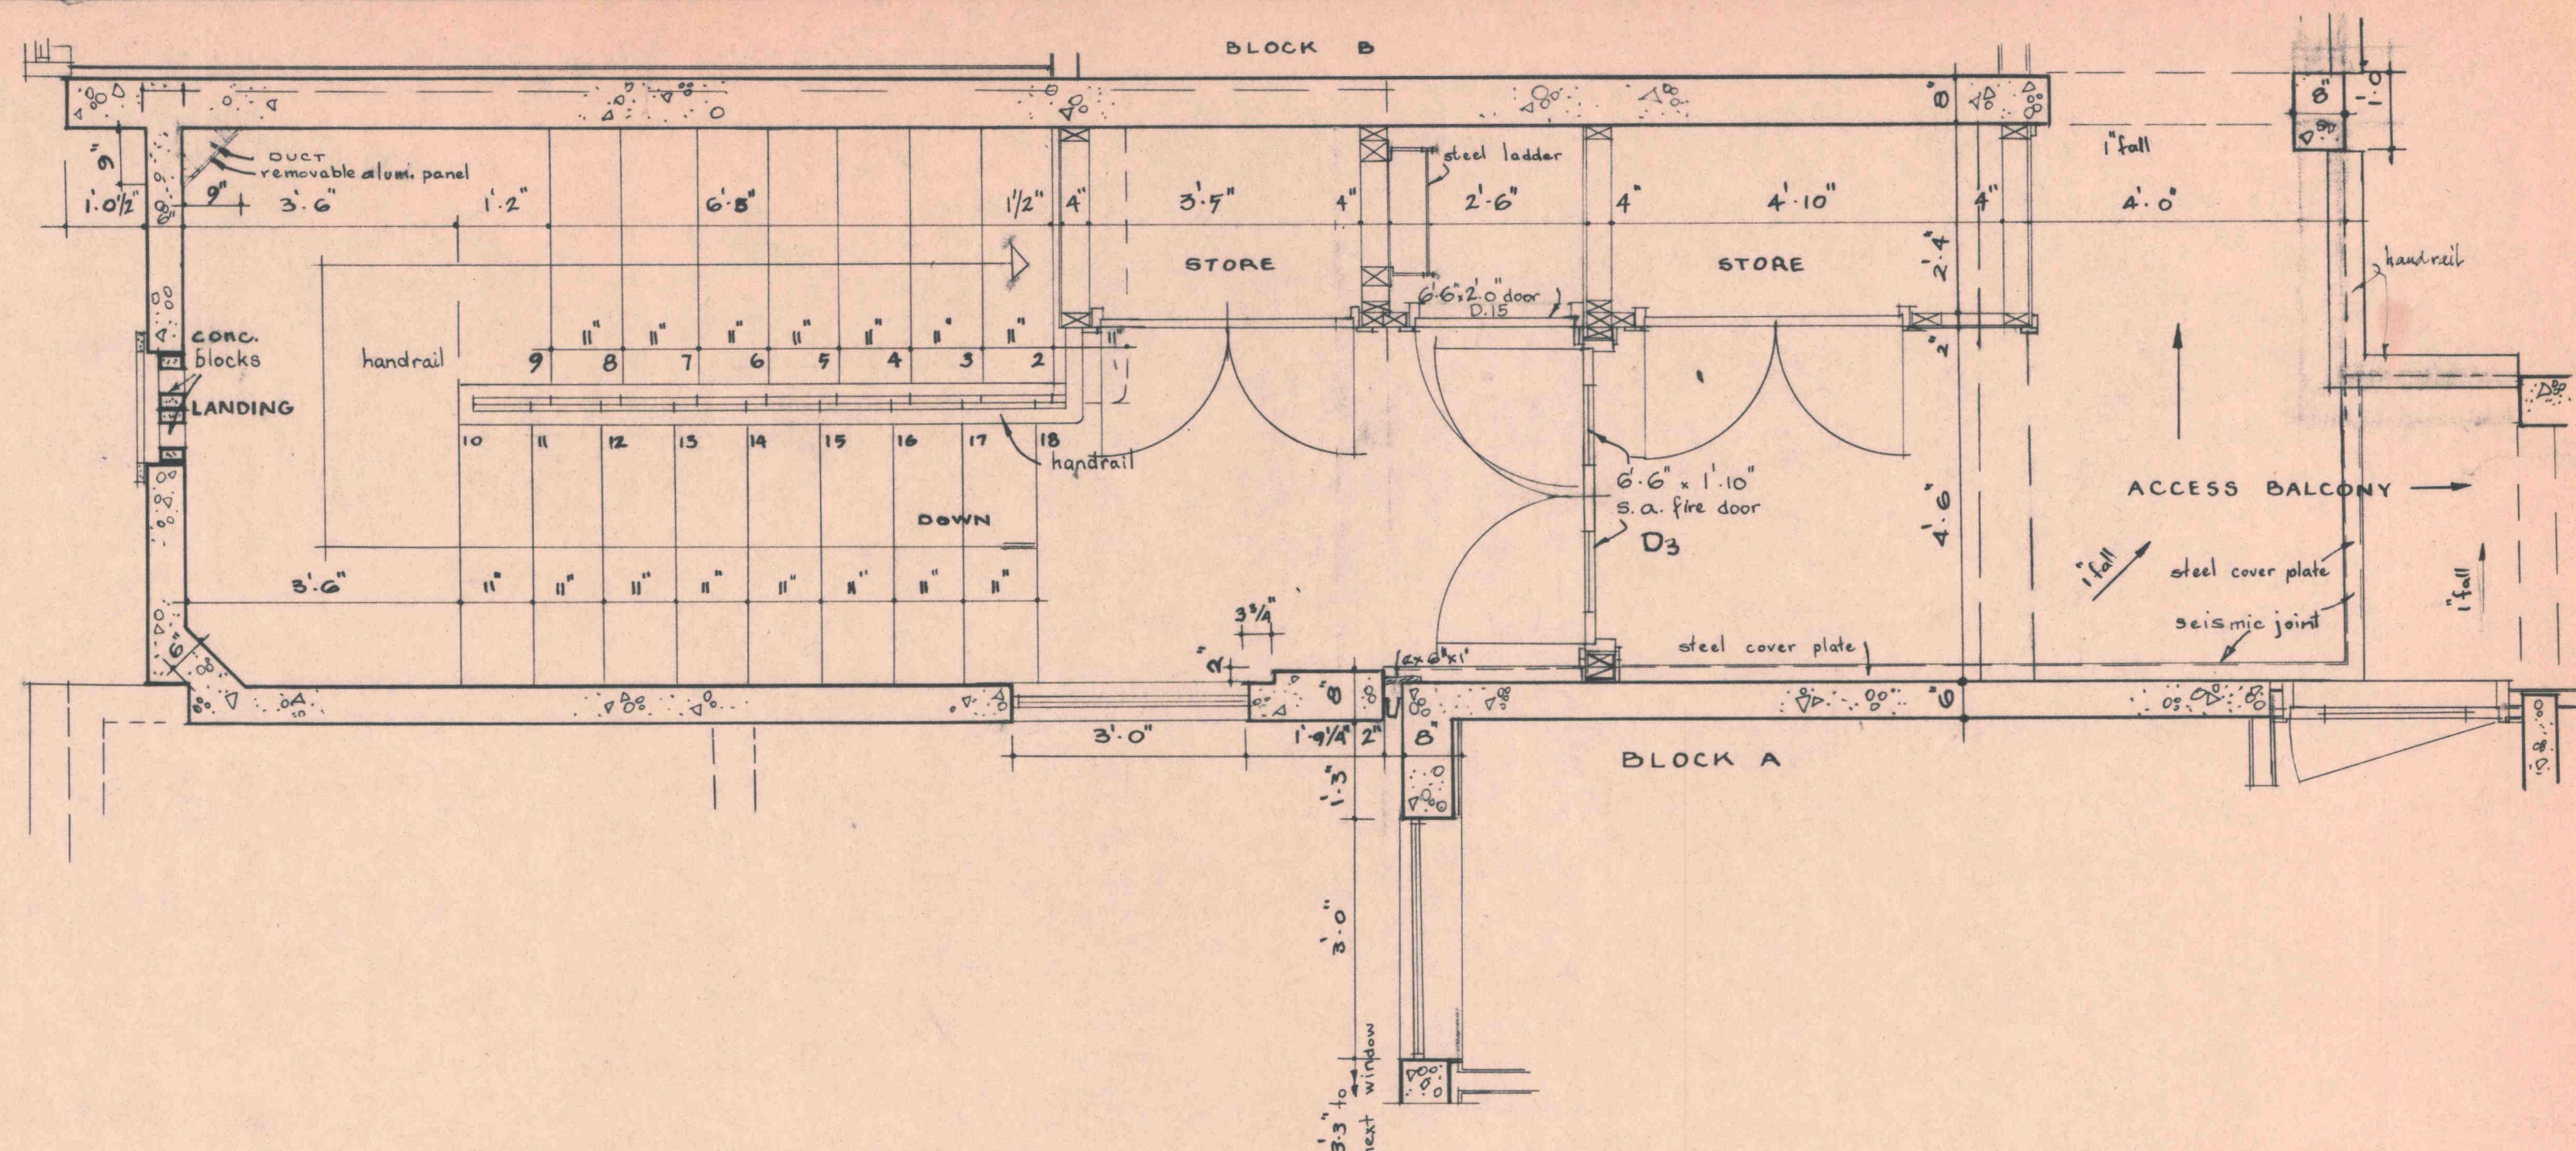 BLOCK B
DUCT
removable alum. panel
9"
1'.0½"
6"
9"
3'.6"
1'.2"
6'.5"
1½"
4"
3'.5"
4"
steel ladder
2'-6"
4"
4'.10"
4"
4'.0"
8"
8"
1'.0"
1" fall
STORE
STORE
2'.4"
handrail
6'.6" x 2'.0" door
D.15
2"
conc.
blocks
LANDING
handrail
11" 11" 11" 11" 11" 11" 11" 11"
9 8 7 6 5 4 3 2
10 11 12 13 14 15 16 17 18
handrail
DOWN
6'.6" x 1'.10"
s.a. fire door
D3
4'.6"
ACCESS BALCONY
1" fall
steel cover plate
seismic joint
1" fall
3'.6"
11" 11" 11" 11" 11" 11" 11" 11"
6"
3¾"
2"
steel cover plate
8"
6"
3'.0"
1'.9¼"
2"
8"
BLOCK A
1'.3"
3'.0"
3'.3" to
next window